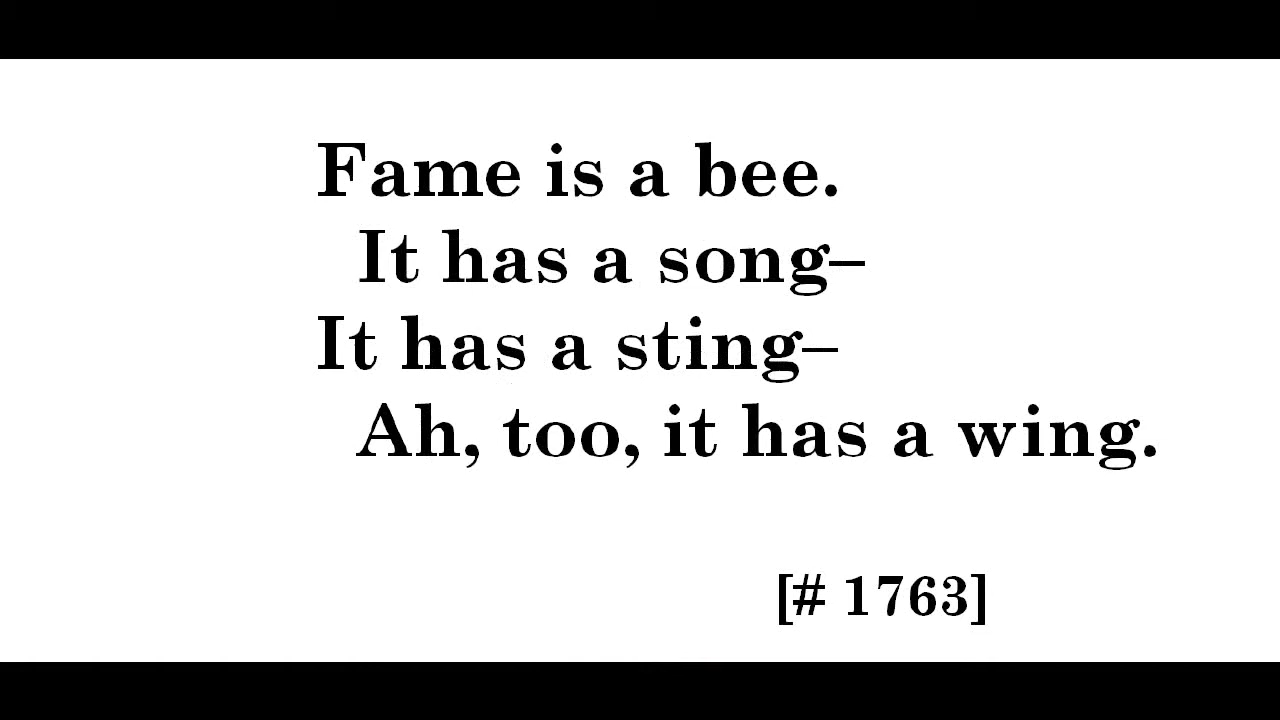 Fame is a bee.
It has a song–
It has a sting–
Ah, too, it has a wing.
[# 1763]